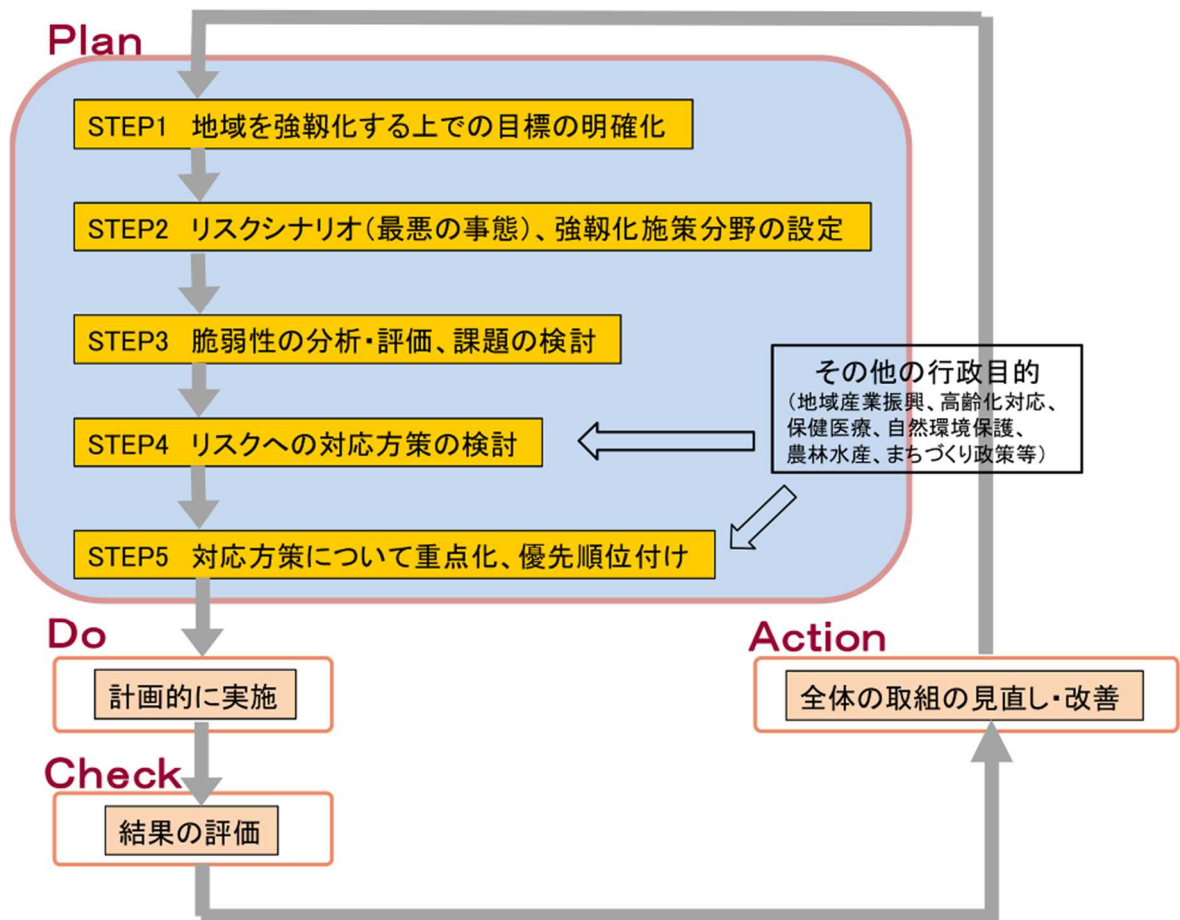 Plan
STEP1 地域を強靱化する上での目標の明確化
STEP2 リスクシナリオ(最悪の事態)、強靱化施策分野の設定
STEP3 脆弱性の分析・評価、課題の検討
その他の行政目的
(地域産業振興、高齢化対応、
保健医療、自然環境保護、
農林水産、まちづくり政策等)
STEP4 リスクへの対応方策の検討
STEP5 対応方策について重点化、優先順位付け
Do
計画的に実施
Check
結果の評価
Action
全体の取組の見直し・改善